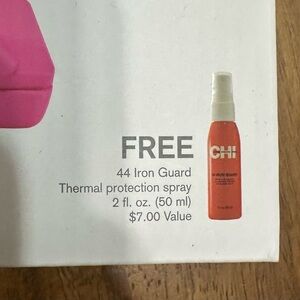 FREE
44 Iron Guard
Thermal protection spray
2 fl. oz. (50 ml)
$7.00 Value
CHI